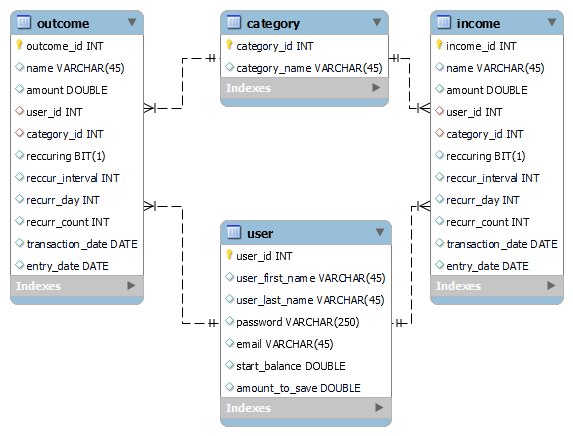 outcome
outcome_id INT
name VARCHAR(45)
amount DOUBLE
user_id INT
category_id INT
reccuring BIT(1)
reccur_interval INT
recurr_day INT
recurr_count INT
transaction_date DATE
entry_date DATE
Indexes
category
category_id INT
category_name VARCHAR(45)
Indexes
income
income_id INT
name VARCHAR(45)
amount DOUBLE
user_id INT
category_id INT
reccuring BIT(1)
reccur_interval INT
recurr_day INT
recurr_count INT
transaction_date DATE
entry_date DATE
Indexes
user
user_id INT
user_first_name VARCHAR(45)
user_last_name VARCHAR(45)
password VARCHAR(250)
email VARCHAR(45)
start_balance DOUBLE
amount_to_save DOUBLE
Indexes